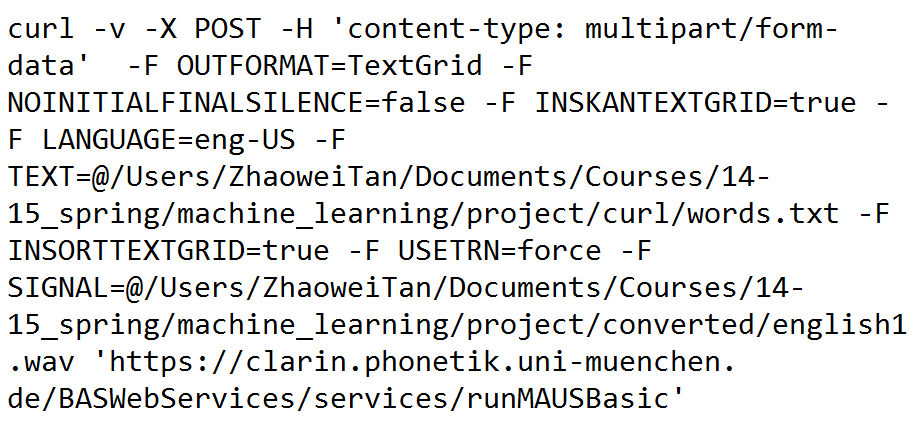 curl -v -X POST -H 'content-type: multipart/form-
data'  -F OUTFORMAT=TextGrid -F
NOINITIALFINALSILENCE=false -F INSKANTEXTGRID=true -
F LANGUAGE=eng-US -F
TEXT=@/Users/ZhaoweiTan/Documents/Courses/14-
15_spring/machine_learning/project/curl/words.txt -F
INSORTTEXTGRID=true -F USETRN=force -F
SIGNAL=@/Users/ZhaoweiTan/Documents/Courses/14-
15_spring/machine_learning/project/converted/english1
.wav 'https://clarin.phonetik.uni-muenchen.
de/BASWebServices/services/runMAUSBasic'